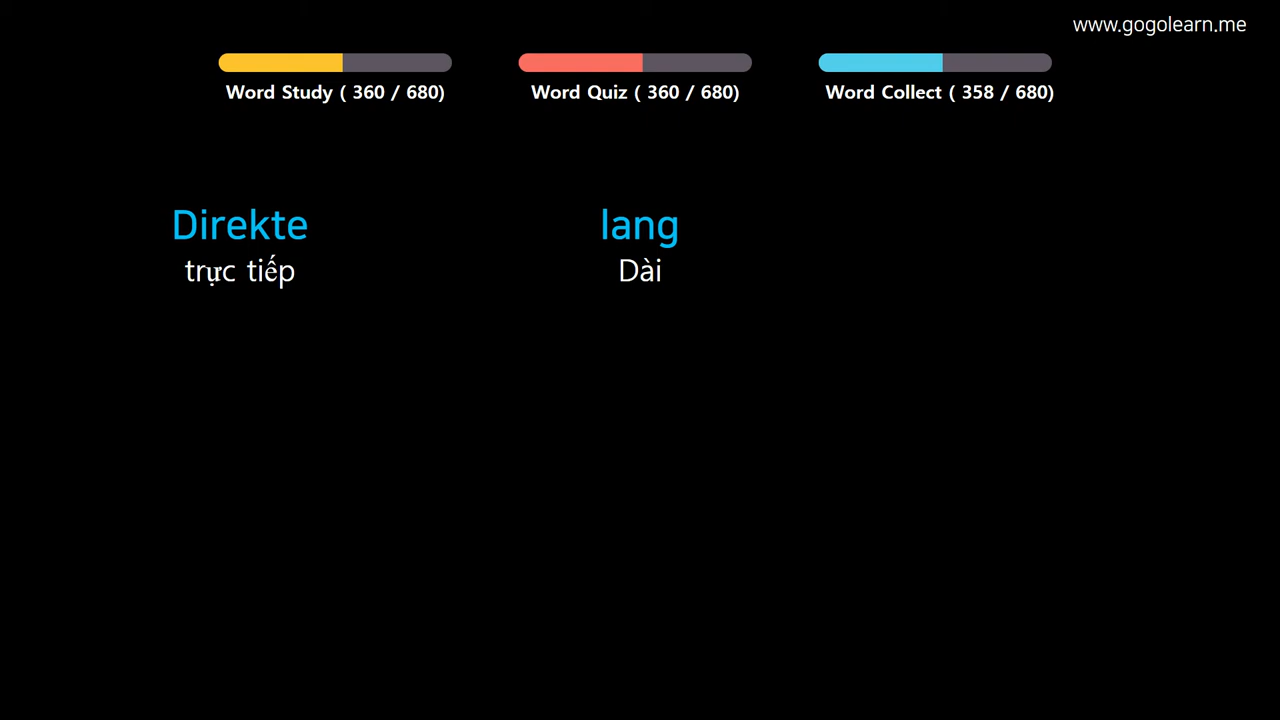 www.gogolearn.me
Word Study ( 360 / 680)
Word Quiz ( 360 / 680)
Word Collect ( 358 / 680)
Direkte
trực tiếp
lang
Dài